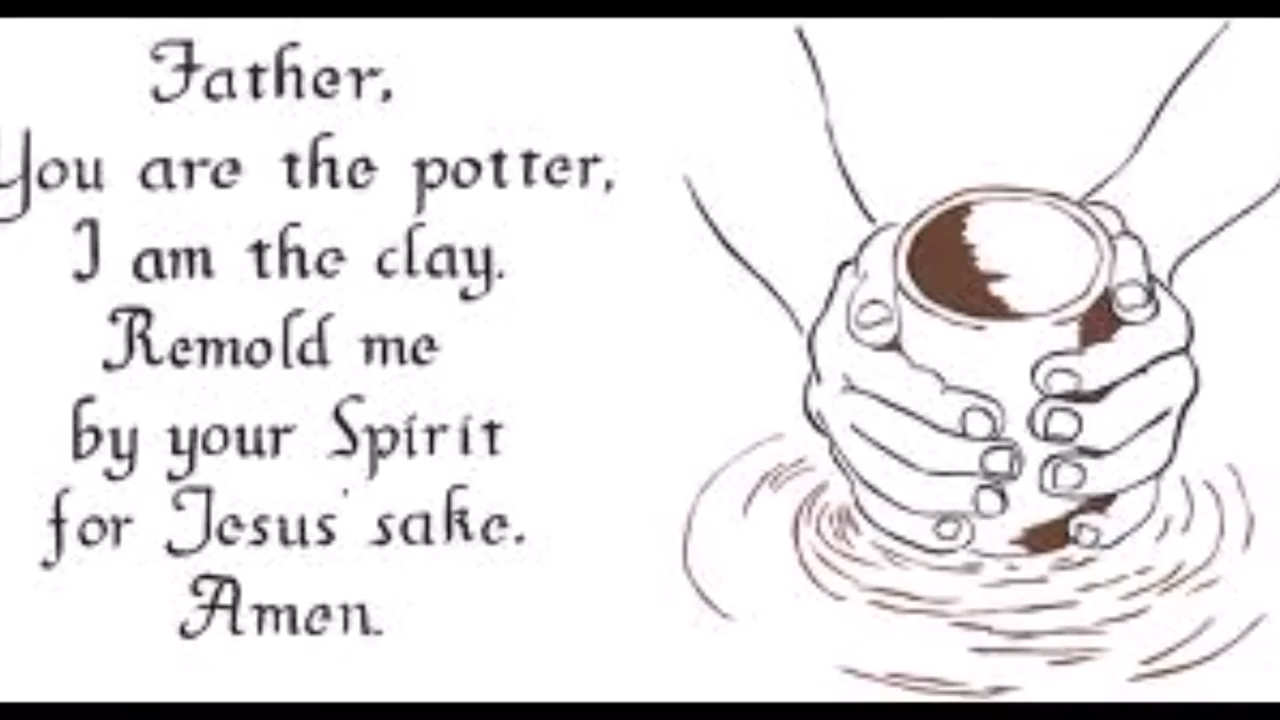 Father,
You are the potter,
I am the clay.
Remold me
by your Spirit
for Jesus' sake.
Amen.